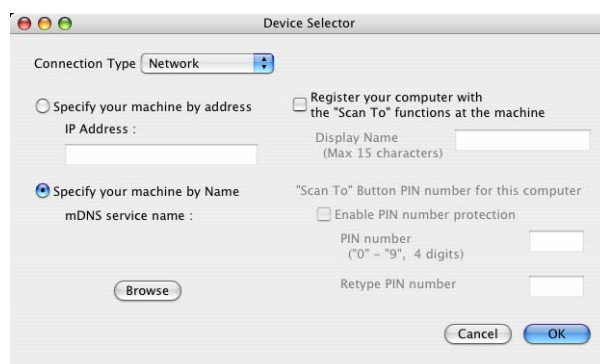 Device Selector
Connection Type Network
Specify your machine by address
IP Address :
Specify your machine by Name
mDNS service name :
Browse
Register your computer with
the "Scan To" functions at the machine
Display Name
(Max 15 characters)
"Scan To" Button PIN number for this computer
Enable PIN number protection
PIN number
("0" - "9", 4 digits)
Retype PIN number
Cancel OK